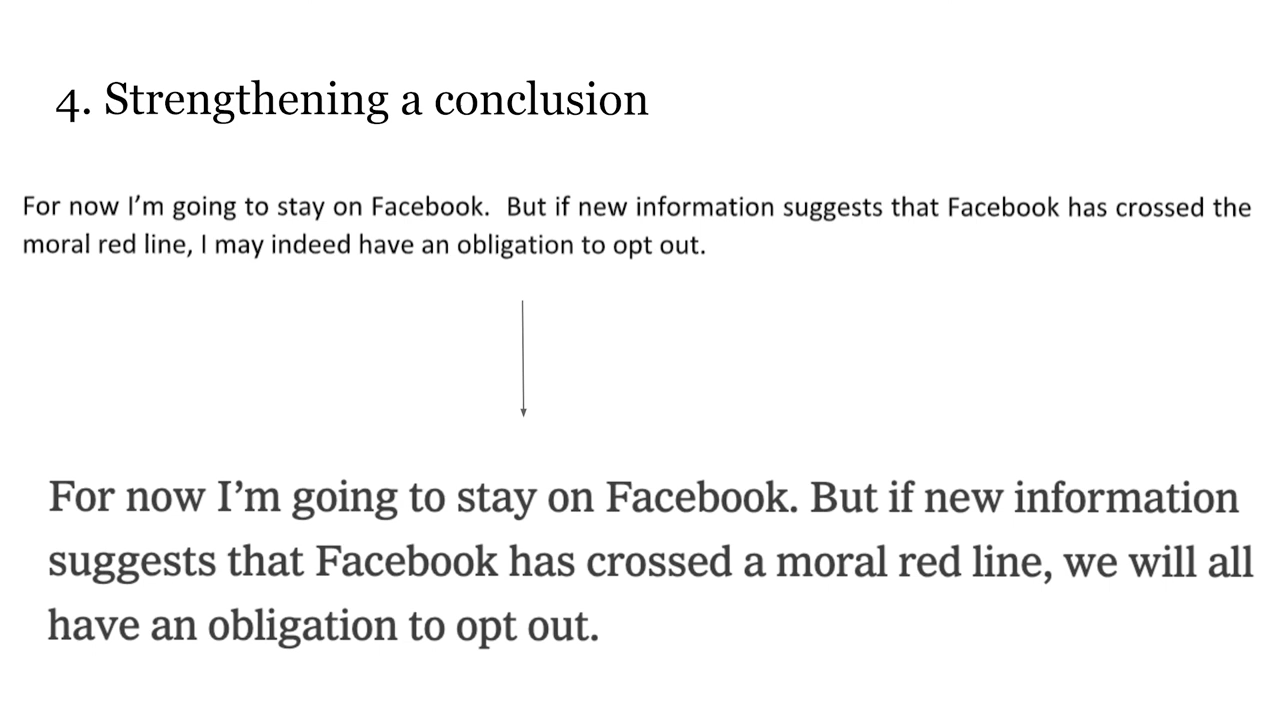 4. Strengthening a conclusion
For now I’m going to stay on Facebook.  But if new information suggests that Facebook has crossed the
moral red line, I may indeed have an obligation to opt out.
For now I’m going to stay on Facebook. But if new information
suggests that Facebook has crossed a moral red line, we will all
have an obligation to opt out.